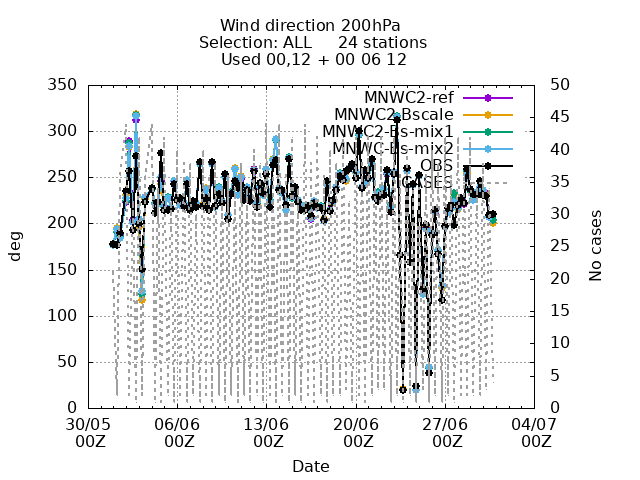 Wind direction 200hPa
Selection: ALL     24 stations
Used 00,12 + 00 06 12
350
300
250
200
150
100
50
0
50
45
40
35
30
25
20
15
10
5
0
MNWC2-ref
MNWC2-Bscale
MNWC2-Bs-mix1
MNWC-Bs-mix2
OBS
CASES
deg
No cases
30/05 06/06 13/06 20/06 27/06 04/07
00Z 00Z 00Z 00Z 00Z 00Z
Date